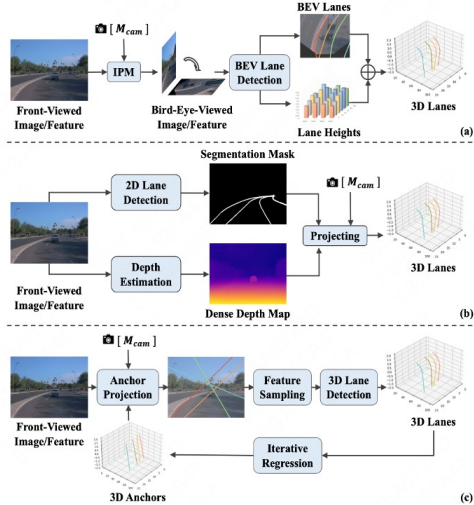 [ M_cam ]
IPM
Front-Viewed
Image/Feature
Bird-Eye-Viewed
Image/Feature
BEV Lane
Detection
BEV Lanes
Lane Heights
3D Lanes
(a)
Segmentation Mask
2D Lane
Detection
[ M_cam ]
Projecting
Front-Viewed
Image/Feature
Depth
Estimation
Dense Depth Map
3D Lanes
(b)
[ M_cam ]
Anchor
Projection
Feature
Sampling
3D Lane
Detection
Front-Viewed
Image/Feature
3D Lanes
Iterative
Regression
3D Anchors
(c)